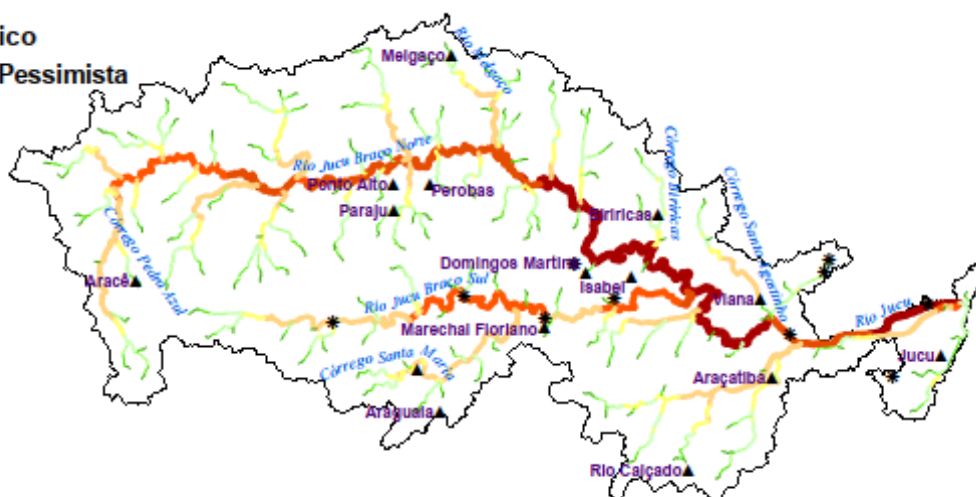 ico
Pessimista
Melgaço
Rio Melgaço
Rio Jucu Braço Norte
Ponto Alto
Perobas
Paraju
Biriricas
Córrego Biriricas
Córrego Santo Agostinho
Córrego Pedra Azul
Aracê
Domingos Martins
Isabel
Viana
Rio Jucu Braço Sul
Rio Jucu
Marechal Floriano
Jucu
Córrego Santa Maria
Araçatiba
Araguaia
Rio Calçado